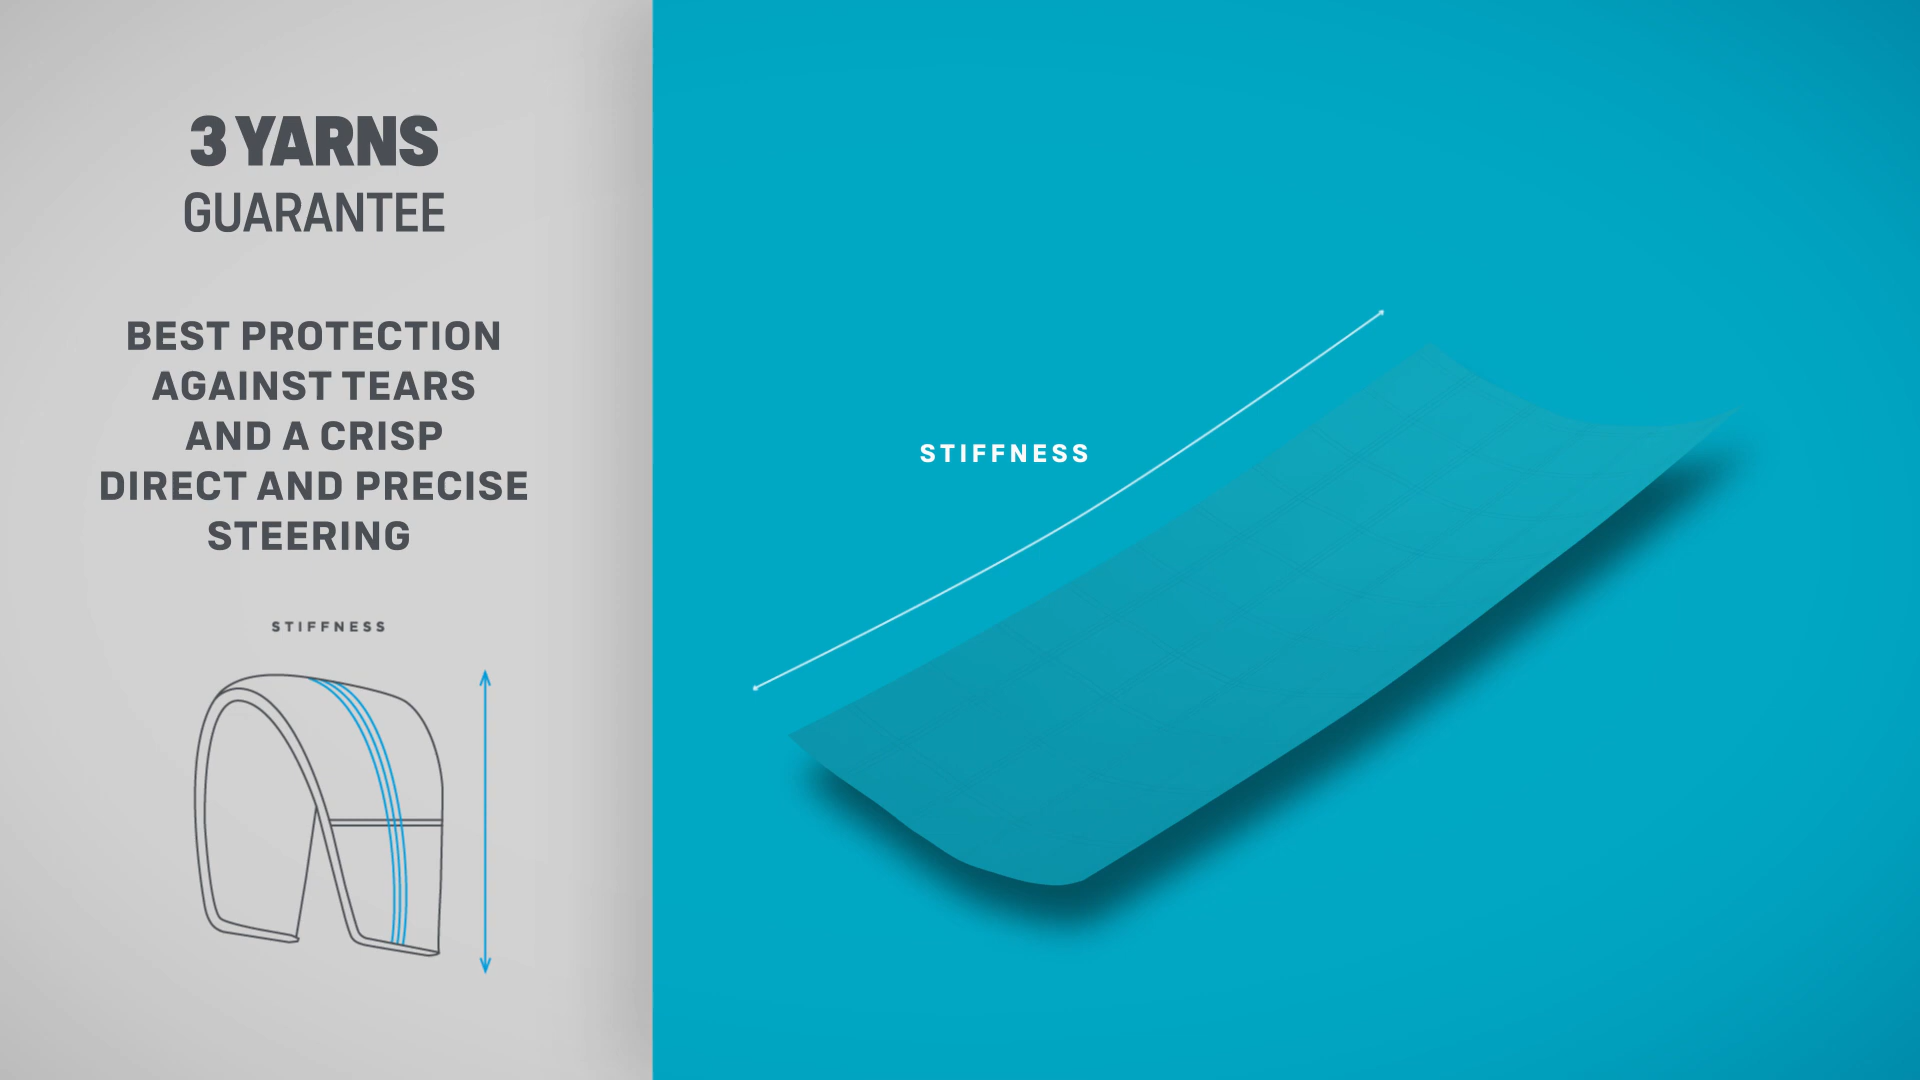 3 YARNS
GUARANTEE
BEST PROTECTION
AGAINST TEARS
AND A CRISP
DIRECT AND PRECISE
STEERING
STIFFNESS
STIFFNESS